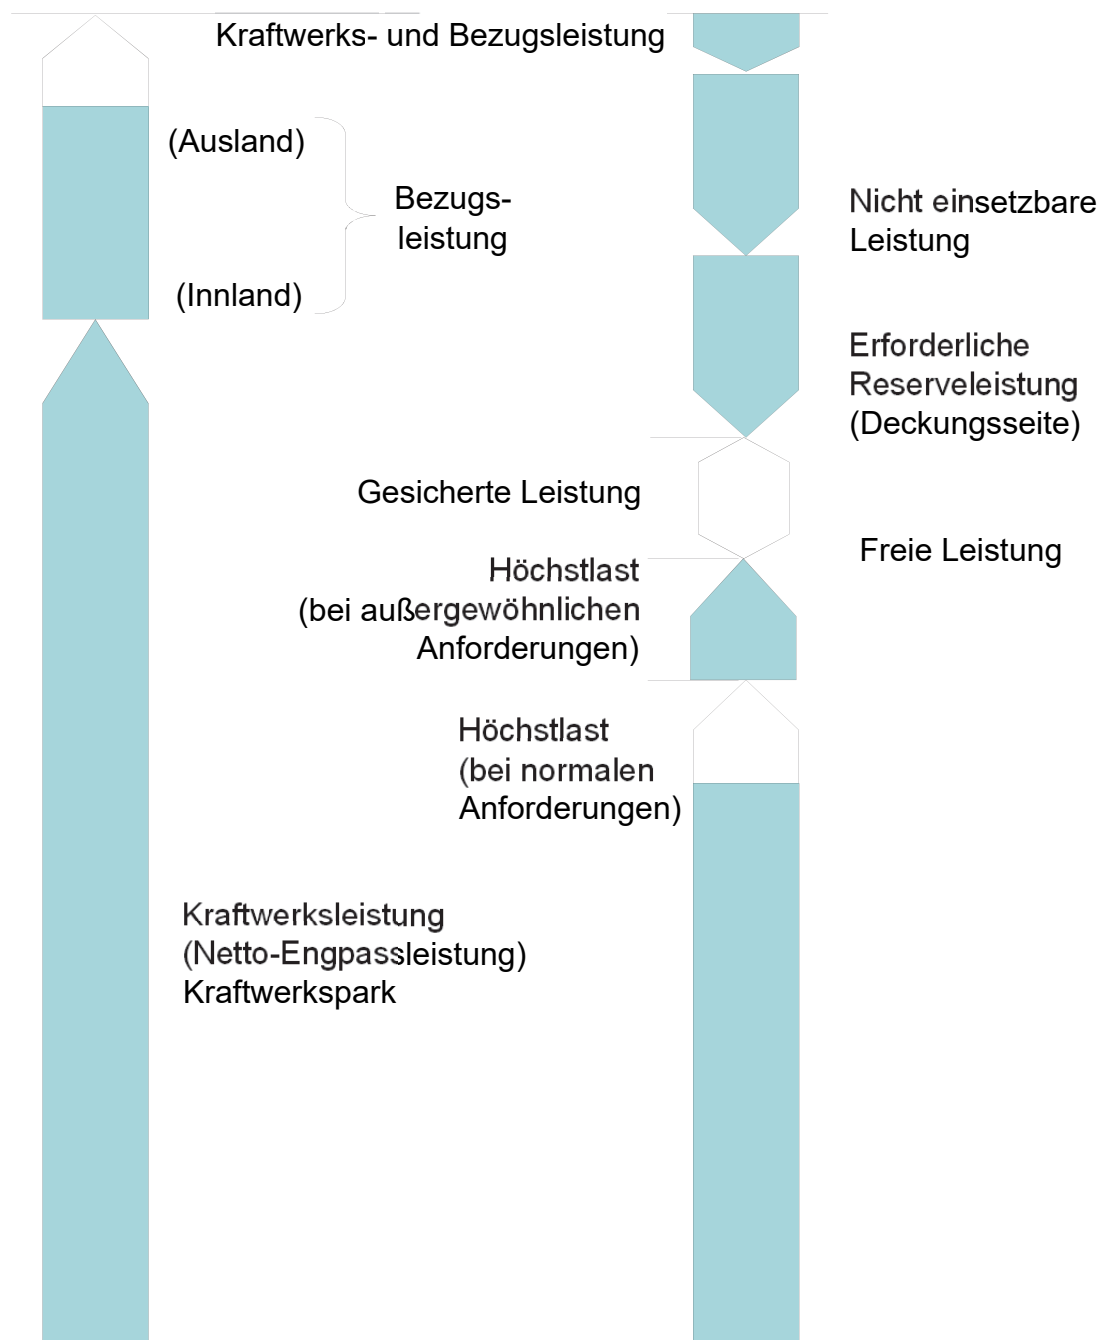 Kraftwerks- und Bezugsleistung
(Ausland)
Bezugs-
leistung
(Innland)
Nicht einsetzbare
Leistung
Erforderliche
Reserveleistung
(Deckungsseite)
Gesicherte Leistung
Freie Leistung
Höchstlast
(bei außergewöhnlichen
Anforderungen)
Höchstlast
(bei normalen
Anforderungen)
Kraftwerksleistung
(Netto-Engpassleistung)
Kraftwerkspark